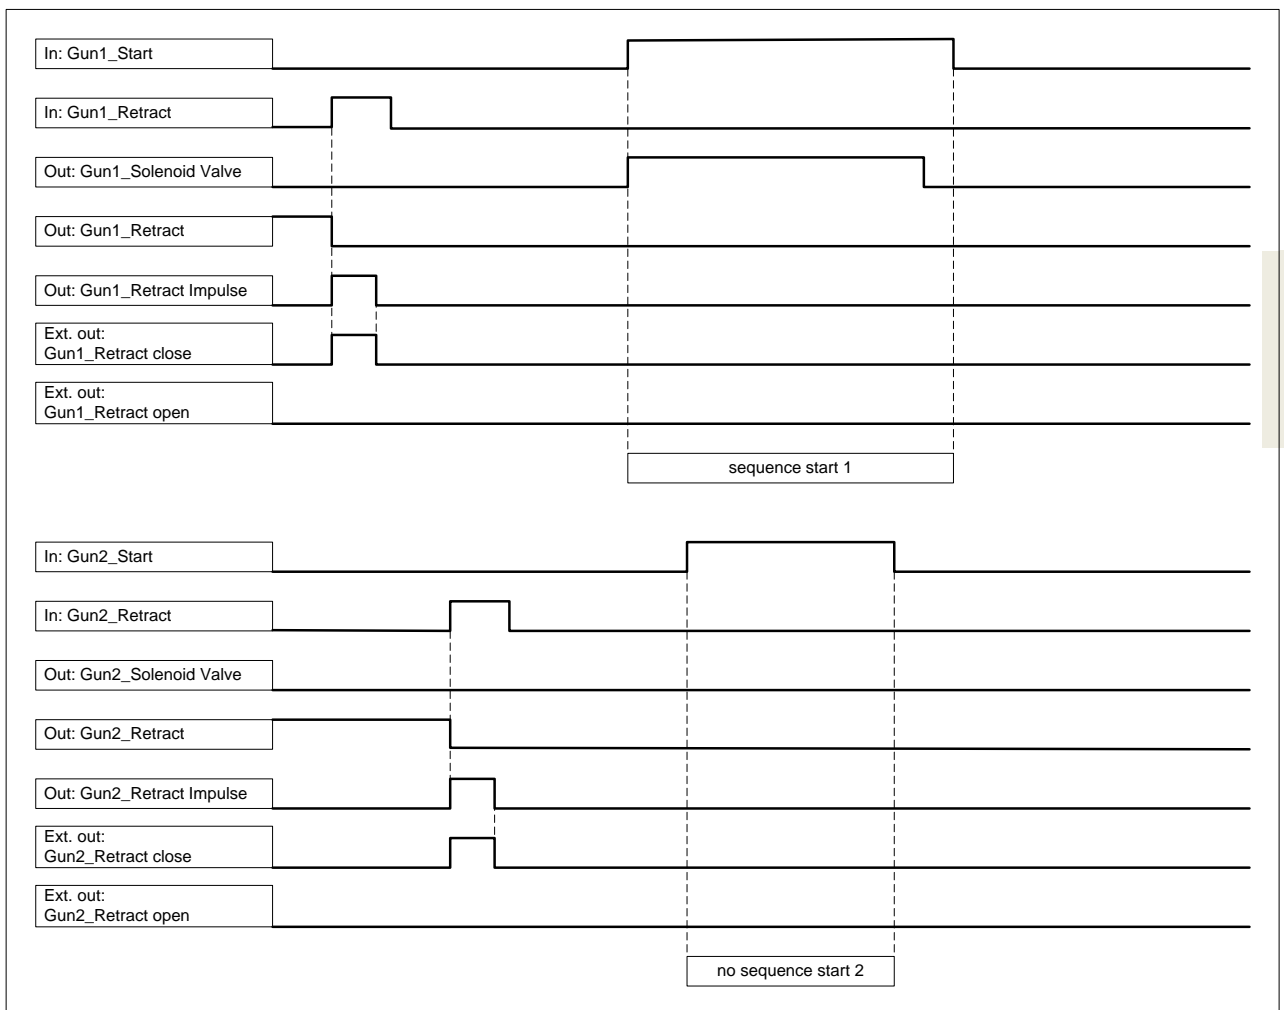 In: Gun1_Start
In: Gun1_Retract
Out: Gun1_Solenoid Valve
Out: Gun1_Retract
Out: Gun1_Retract Impulse
Ext. out:
Gun1_Retract close
Ext. out:
Gun1_Retract open
sequence start 1
In: Gun2_Start
In: Gun2_Retract
Out: Gun2_Solenoid Valve
Out: Gun2_Retract
Out: Gun2_Retract Impulse
Ext. out:
Gun2_Retract close
Ext. out:
Gun2_Retract open
no sequence start 2